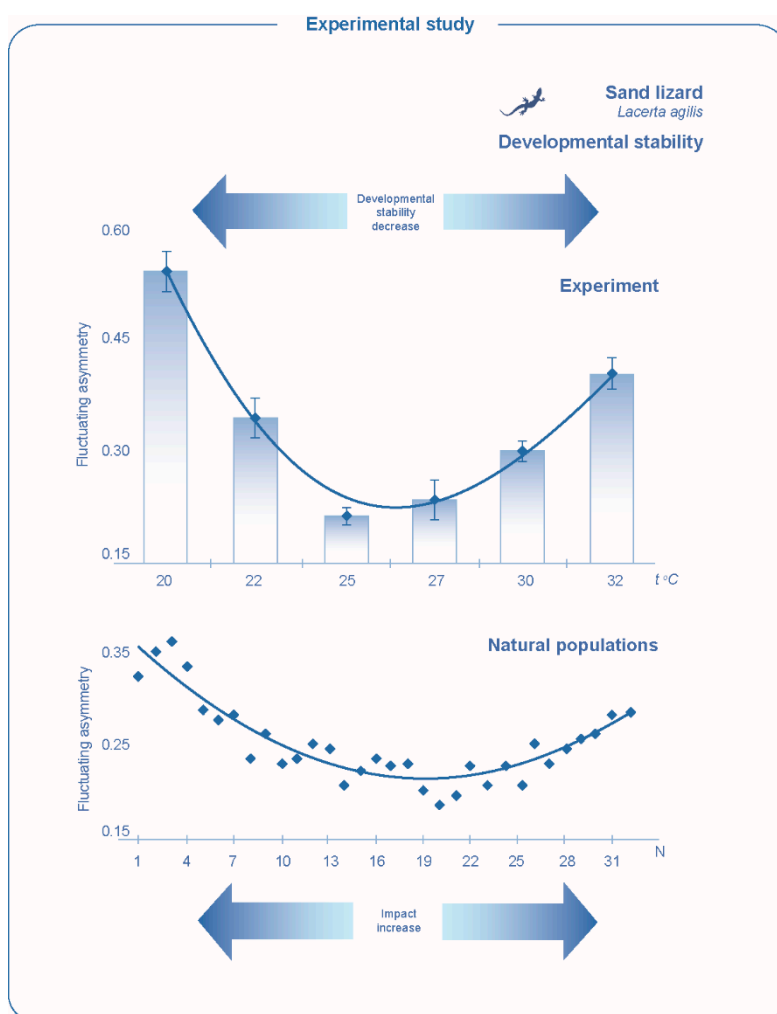 Experimental study
Sand lizard
Lacerta agilis
Developmental stability
Developmental
stability
decrease
Experiment
Fluctuating asymmetry
0.60
0.45
0.30
0.15
20 22 25 27 30 32 t °C
Natural populations
Fluctuating asymmetry
0.35
0.25
0.15
1 4 7 10 13 16 19 22 25 28 31 N
Impact
increase